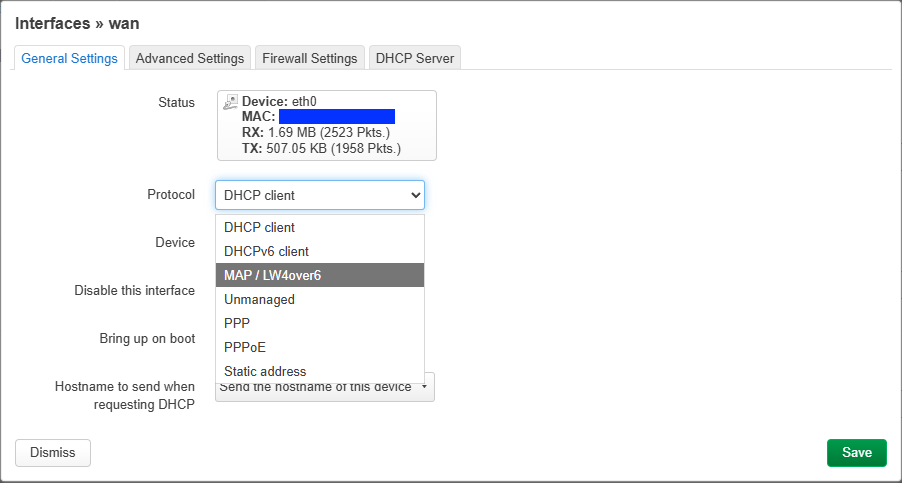 Interfaces » wan
General Settings
Advanced Settings
Firewall Settings
DHCP Server
Status
Device: eth0
MAC:
RX: 1.69 MB (2523 Pkts.)
TX: 507.05 KB (1958 Pkts.)
Protocol
DHCP client
DHCP client
DHCPv6 client
MAP / LW4over6
Unmanaged
PPP
PPPoE
Static address
Device
Disable this interface
Bring up on boot
Hostname to send when
requesting DHCP
Send the hostname of this device
Dismiss
Save